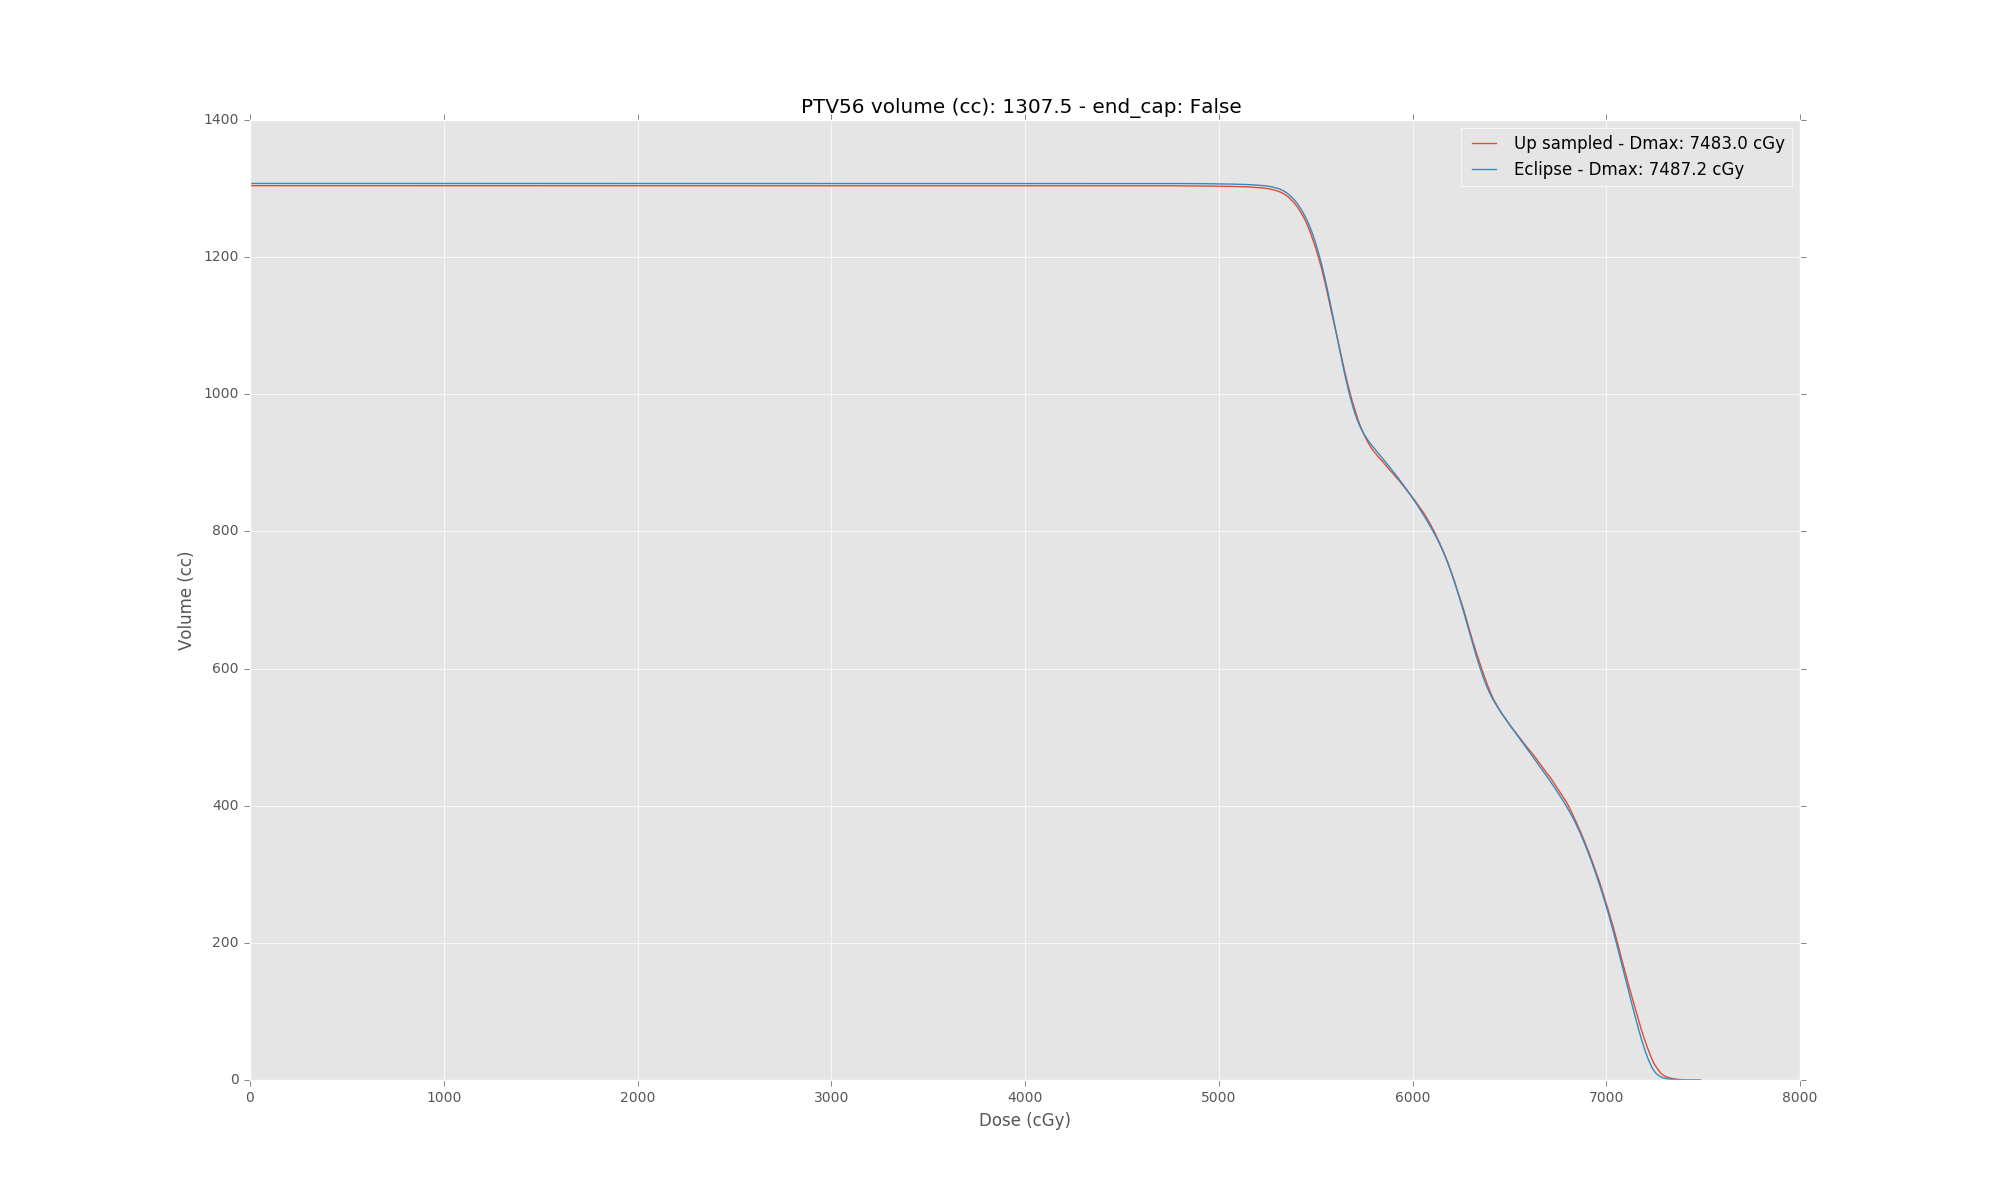 PTV56 volume (cc): 1307.5 - end_cap: False
Up sampled - Dmax: 7483.0 cGy
Eclipse - Dmax: 7487.2 cGy
1400
1200
1000
800
600
400
200
0
Volume (cc)
0 1000 2000 3000 4000 5000 6000 7000 8000
Dose (cGy)